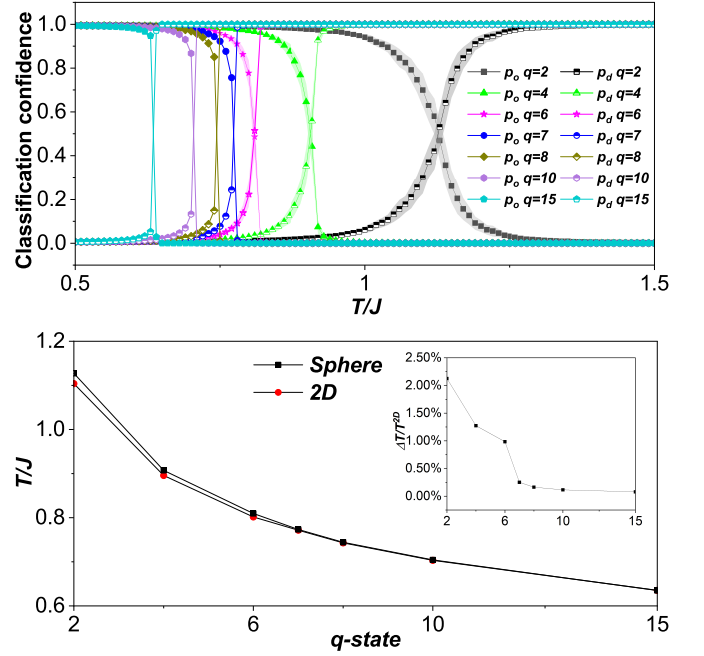 Classification confidence
1.0
0.8
0.6
0.4
0.2
0.0
p_o q=2 p_d q=2
p_o q=4 p_d q=4
p_o q=6 p_d q=6
p_o q=7 p_d q=7
p_o q=8 p_d q=8
p_o q=10 p_d q=10
p_o q=15 p_d q=15
0.5 1 1.5
T/J
T/J
1.2
1.0
0.8
0.6
Sphere
2D
ΔT/T^2D
2.50%
2.00%
1.50%
1.00%
0.50%
0.00%
2 6 10 15
2 6 10 15
q-state